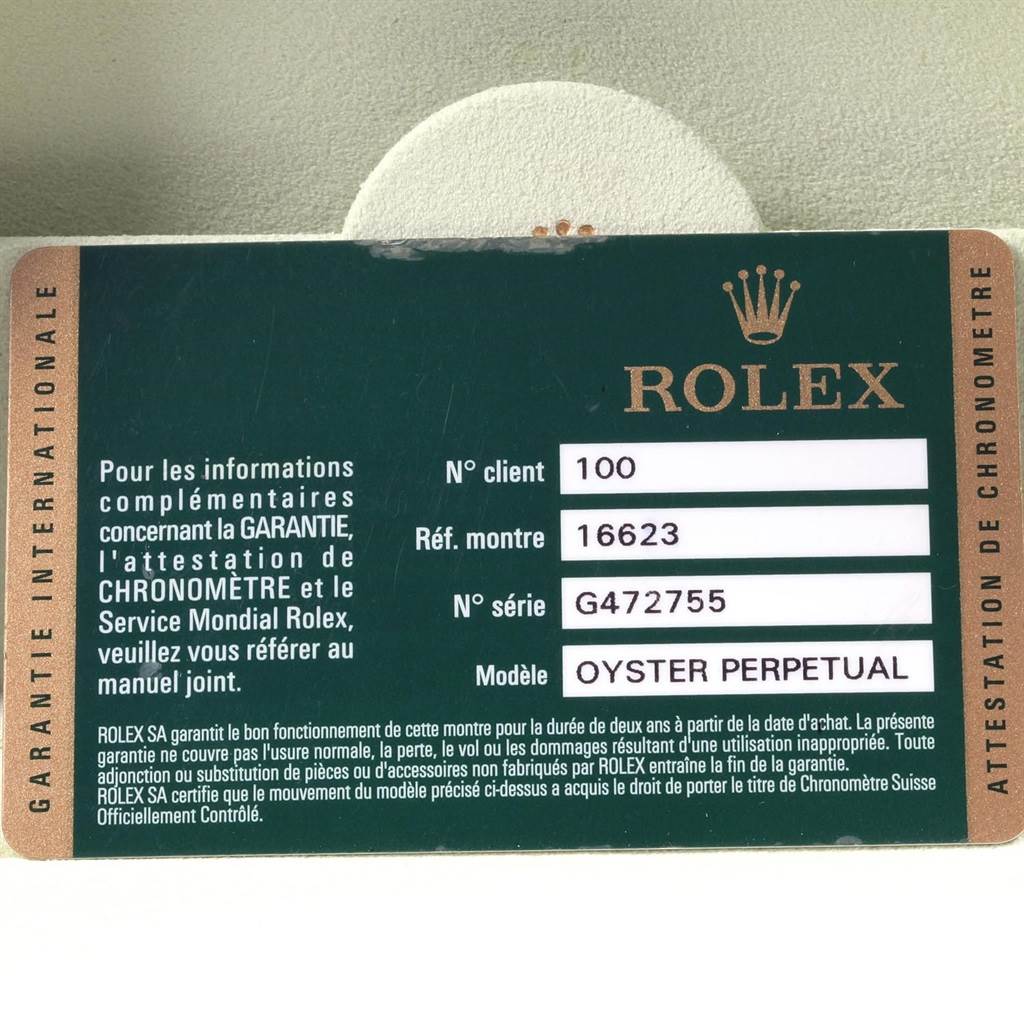 GARANTIE INTERNATIONALE
ROLEX
Pour les informations
complémentaires
concernant la GARANTIE,
l'attestation de
CHRONOMÈTRE et le
Service Mondial Rolex,
veuillez vous référer au
manuel joint.
N° client 100
Réf. montre 16623
N° série G472755
Modèle OYSTER PERPETUAL
ROLEX SA garantit le bon fonctionnement de cette montre pour la durée de deux ans à partir de la date d'achat. La présente
garantie ne couvre pas l'usure normale, la perte, le vol ou les dommages résultant d'une utilisation inappropriée. Toute
adjonction ou substitution de pièces ou d'accessoires non fabriqués par ROLEX entraîne la fin de la garantie.
ROLEX SA certifie que le mouvement du modèle précisé ci-dessus a acquis le droit de porter le titre de Chronomètre Suisse
Officiellement Contrôlé.
ATTESTATION DE CHRONOMETRE